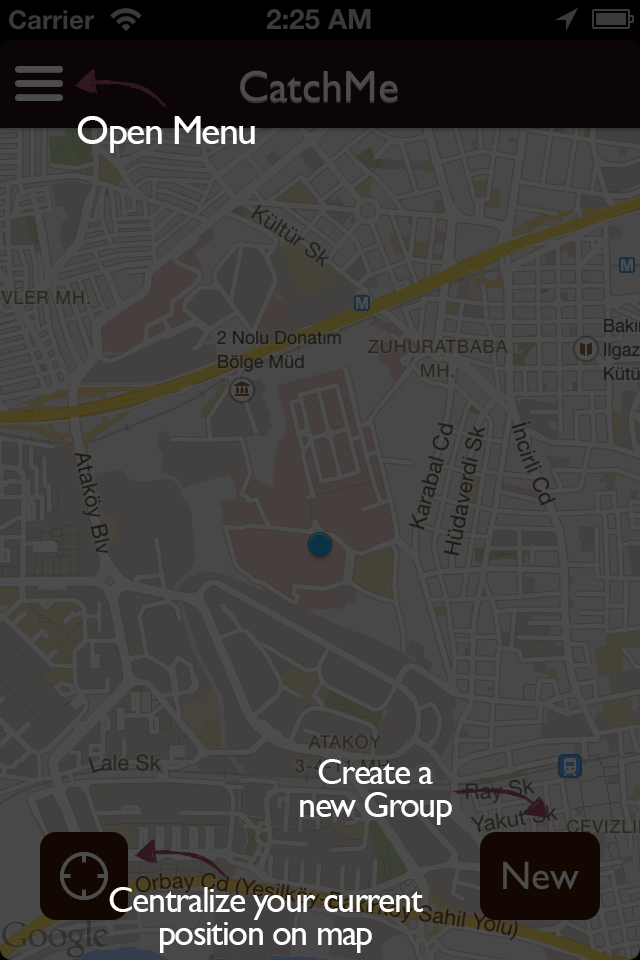 Carrier 2:25 AM
CatchMe
Open Menu
Kültür Sk
VLER MH.
M
M
2 Nolu Donatım
Bölge Müd
ZUHURATBABA
MH.
Bakı
Ilgaz
Kütü
Ataköy Blv
Karabal Cd
Hüdaverdi Sk
İncirli Cd
ATAKÖY
Lale Sk
Create a
new Group
Ray Sk
Yakut Sk
CEVİZLİ
New
Orbay Cd (Yeşilköy
Sahil Yolu)
Centralize your current
position on map
Google